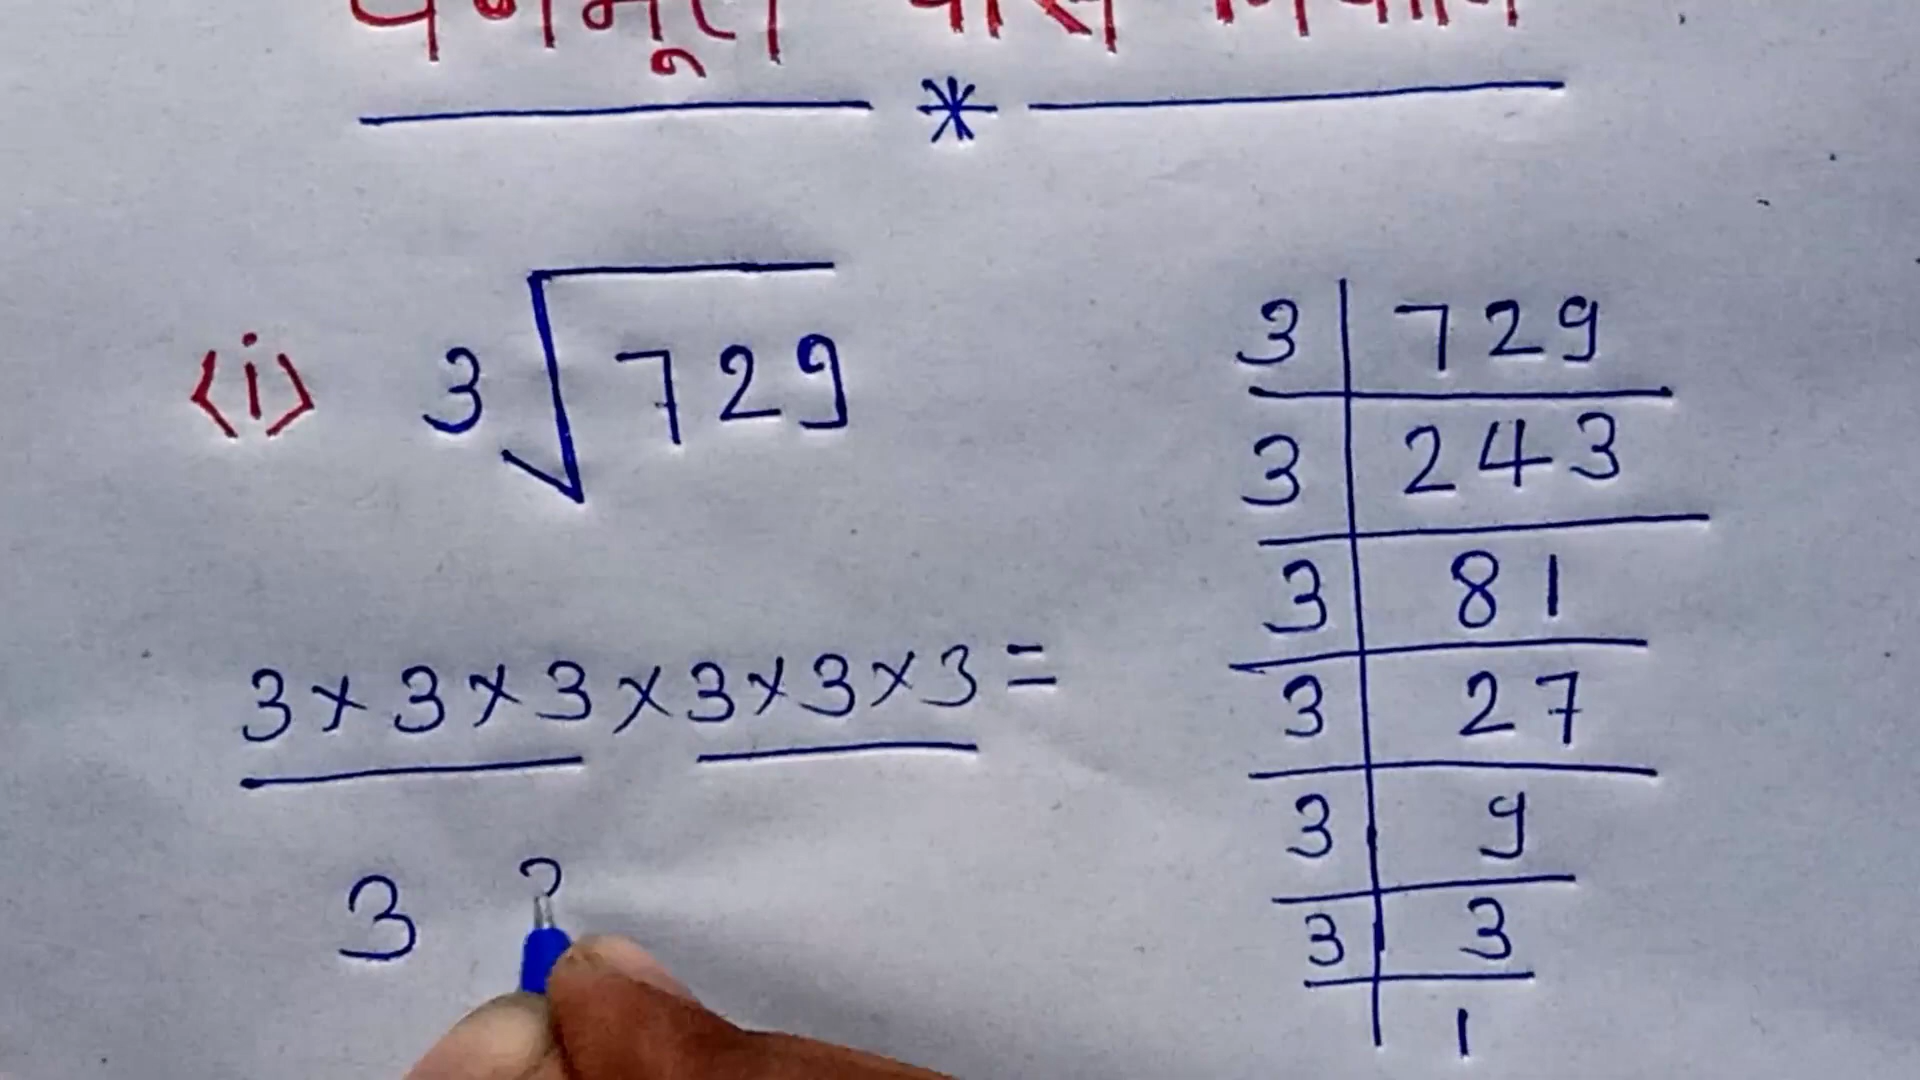 (i) 3√729
3×3×3×3×3×3=
3
3 | 729
3 | 243
3 | 81
3 | 27
3 | 9
3 | 3
1